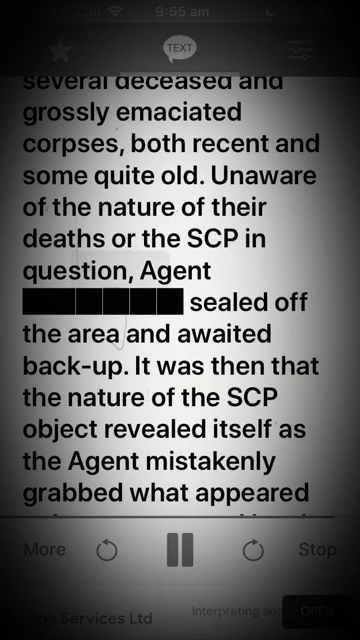 9:55 am
TEXT
several deceased and
grossly emaciated
corpses, both recent and
some quite old. Unaware
of the nature of their
deaths or the SCP in
question, Agent
██████ sealed off
the area and awaited
back-up. It was then that
the nature of the SCP
object revealed itself as
the Agent mistakenly
grabbed what appeared
More
Stop
Services Ltd
Interpreting and
OPEN